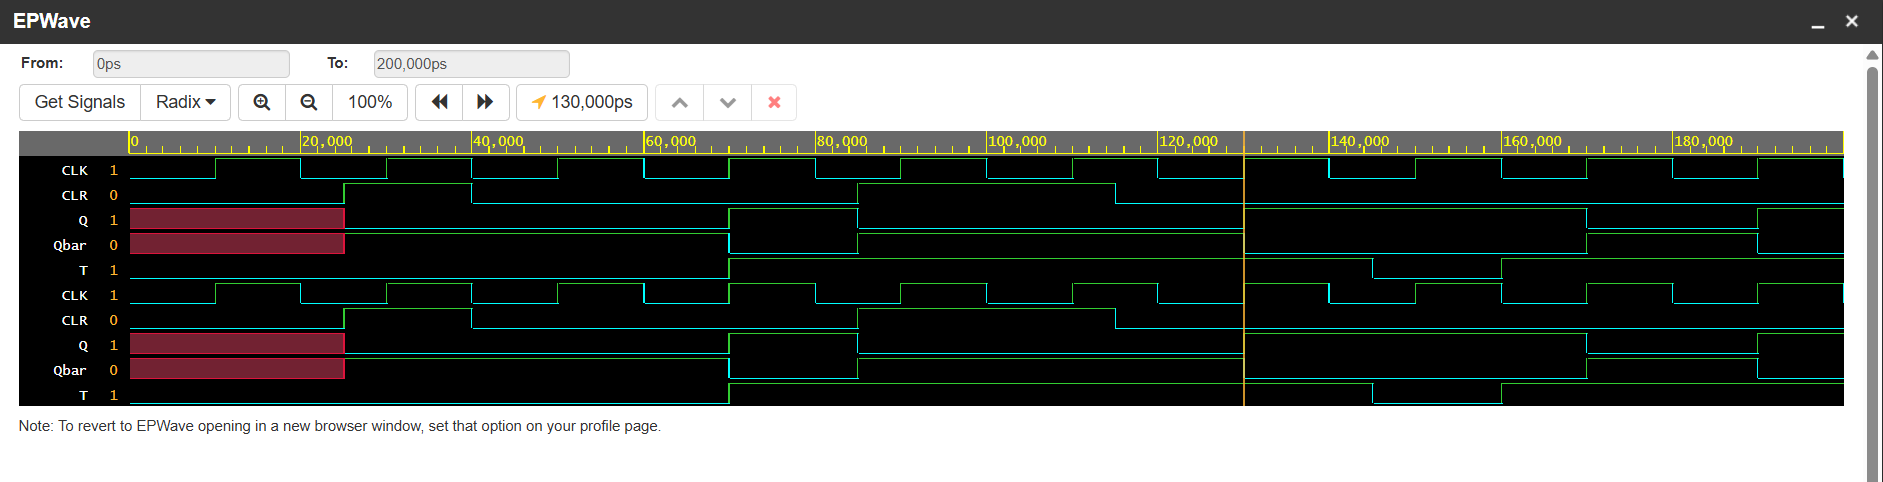 EPWave
From: 0ps To: 200,000ps
Get Signals Radix 100% 130,000ps
0 20,000 40,000 60,000 80,000 100,000 120,000 140,000 160,000 180,000
CLK 1
CLR 0
Q 1
Qbar 0
T 1
CLK 1
CLR 0
Q 1
Qbar 0
T 1
Note: To revert to EPWave opening in a new browser window, set that option on your profile page.